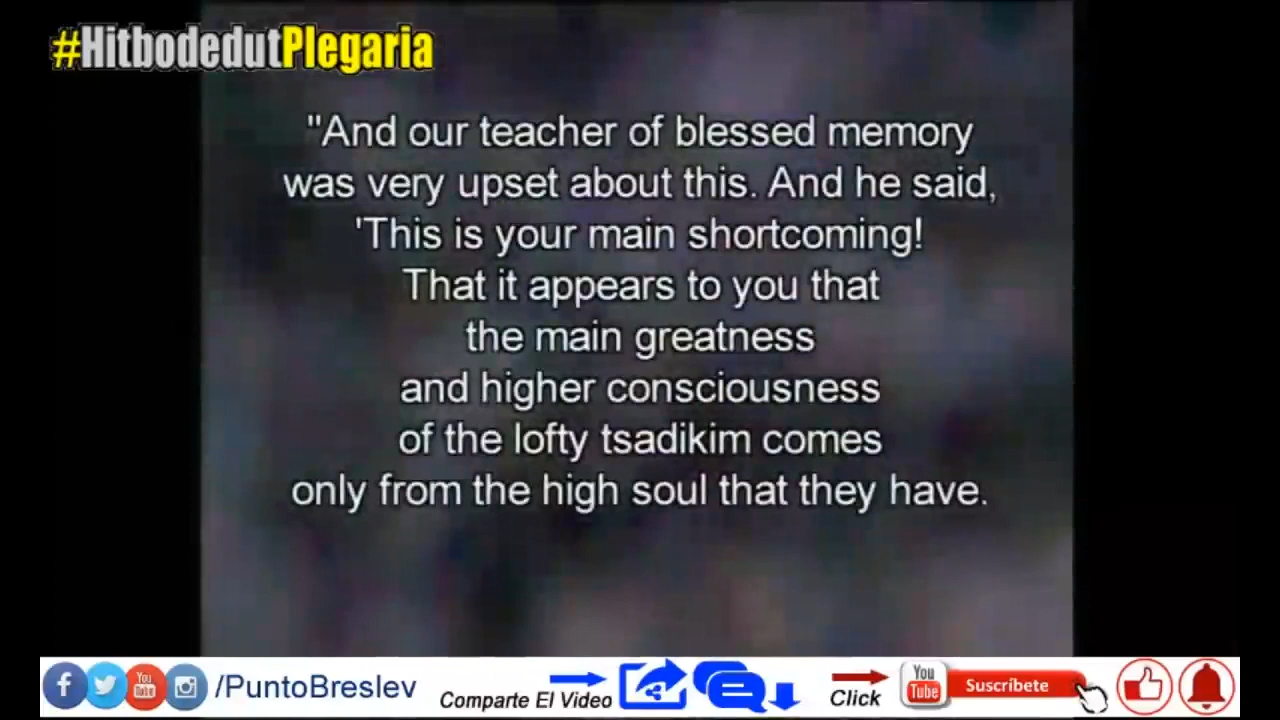 #HitbodedutPlegaria
"And our teacher of blessed memory
was very upset about this. And he said,
'This is your main shortcoming!
That it appears to you that
the main greatness
and higher consciousness
of the lofty tsadikim comes
only from the high soul that they have.
/PuntoBreslev
Comparte El Video
Click
You Tube
Suscríbete